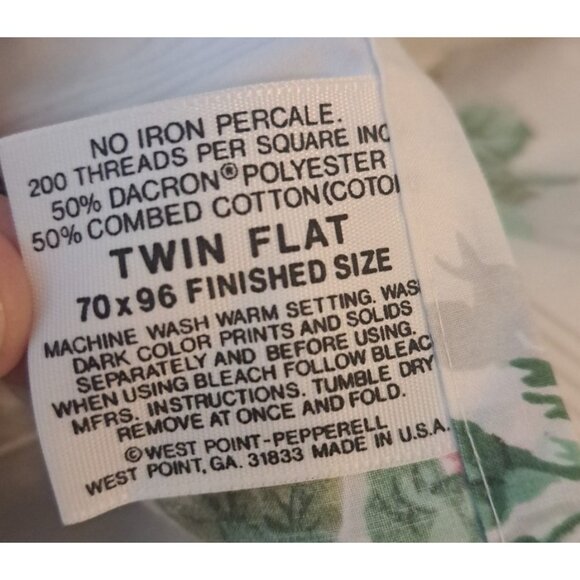 NO IRON PERCALE.
200 THREADS PER SQUARE INC
50% DACRON® POLYESTER
50% COMBED COTTON (COTO
TWIN FLAT
70 x 96 FINISHED SIZE
MACHINE WASH WARM SETTING. WAS
DARK COLOR PRINTS AND SOLIDS
SEPARATELY AND BEFORE USING.
WHEN USING BLEACH FOLLOW BLEAC
MFRS. INSTRUCTIONS. TUMBLE DRY
REMOVE AT ONCE AND FOLD.
© WEST POINT-PEPPERELL
WEST POINT, GA. 31833 MADE IN U.S.A.